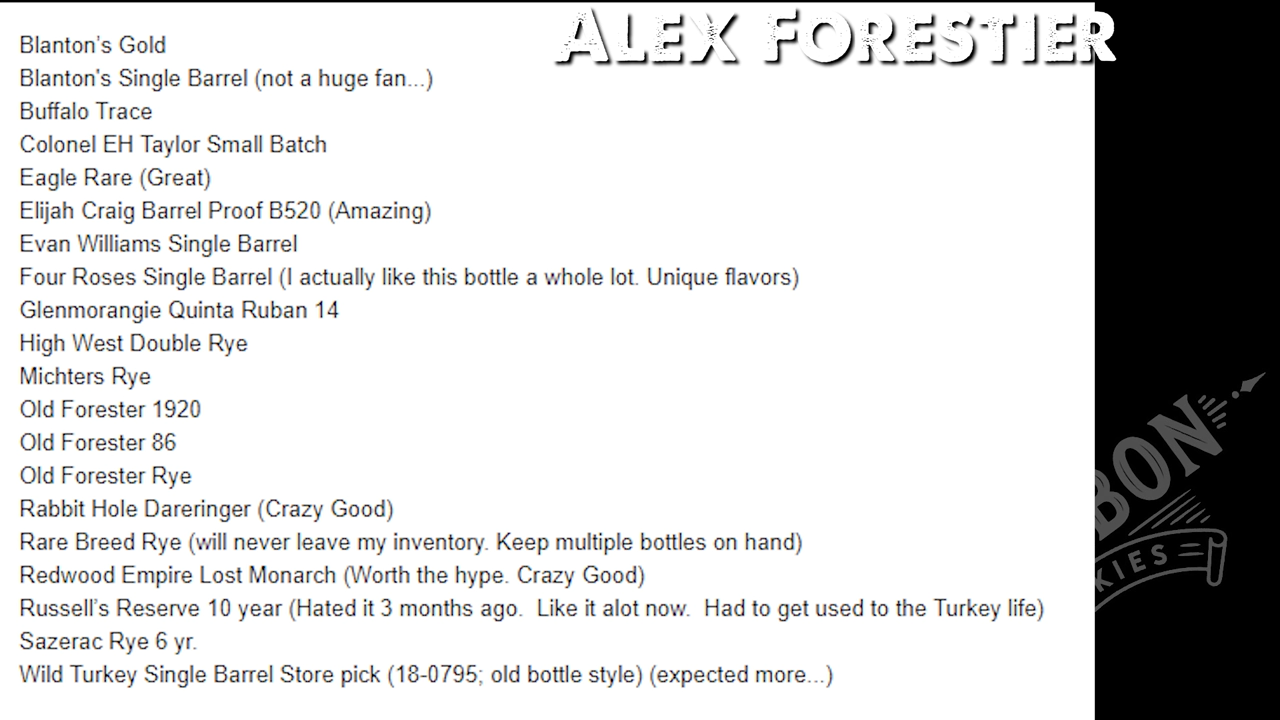 ALEX FORESTIER
Blanton's Gold
Blanton's Single Barrel (not a huge fan...)
Buffalo Trace
Colonel EH Taylor Small Batch
Eagle Rare (Great)
Elijah Craig Barrel Proof B520 (Amazing)
Evan Williams Single Barrel
Four Roses Single Barrel (I actually like this bottle a whole lot. Unique flavors)
Glenmorangie Quinta Ruban 14
High West Double Rye
Michters Rye
Old Forester 1920
Old Forester 86
Old Forester Rye
Rabbit Hole Dareringer (Crazy Good)
Rare Breed Rye (will never leave my inventory. Keep multiple bottles on hand)
Redwood Empire Lost Monarch (Worth the hype. Crazy Good)
Russell's Reserve 10 year (Hated it 3 months ago.  Like it alot now.  Had to get used to the Turkey life)
Sazerac Rye 6 yr.
Wild Turkey Single Barrel Store pick (18-0795; old bottle style) (expected more...)
BON
KIES